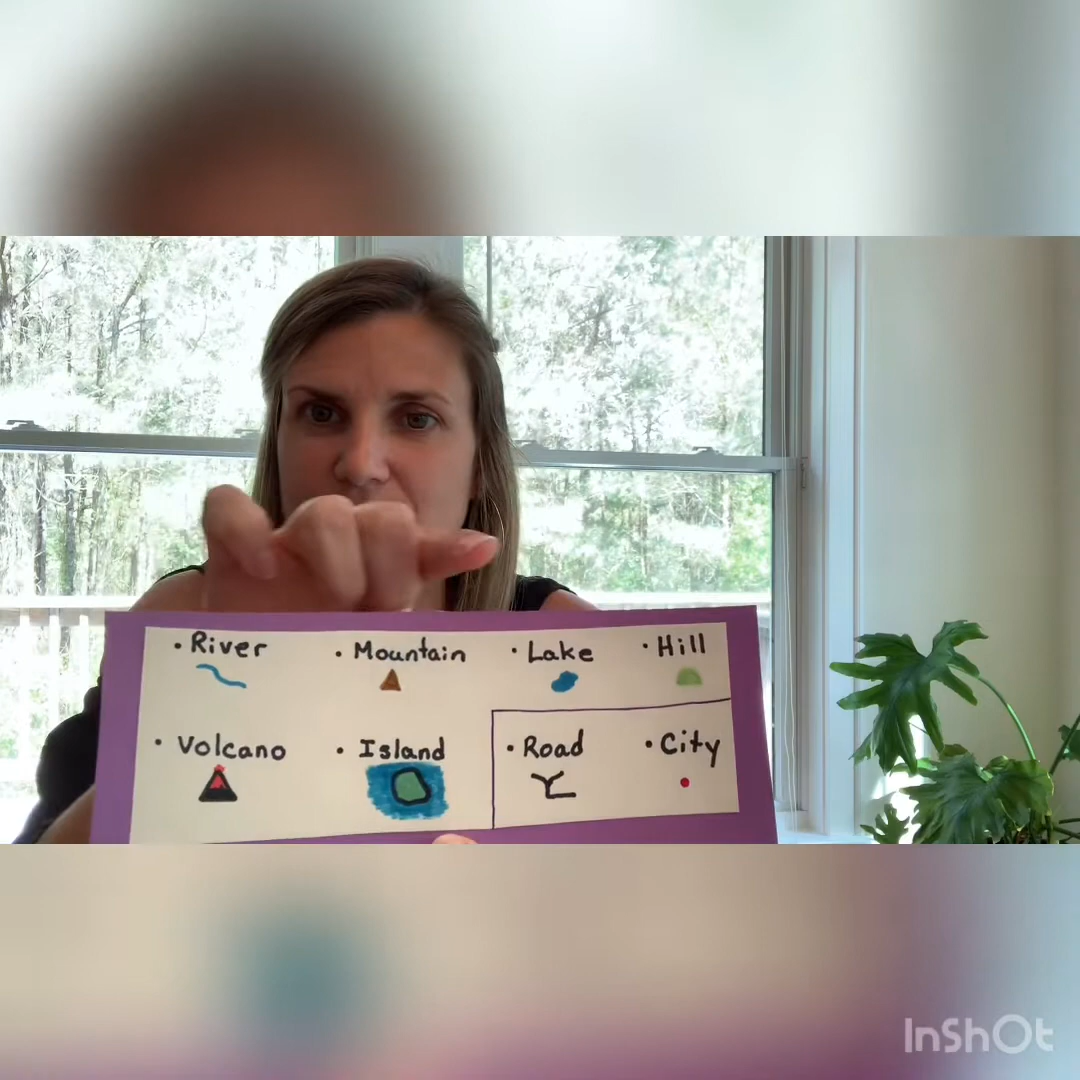 • River • Mountain • Lake • Hill
• Volcano • Island • Road • City
InShOt